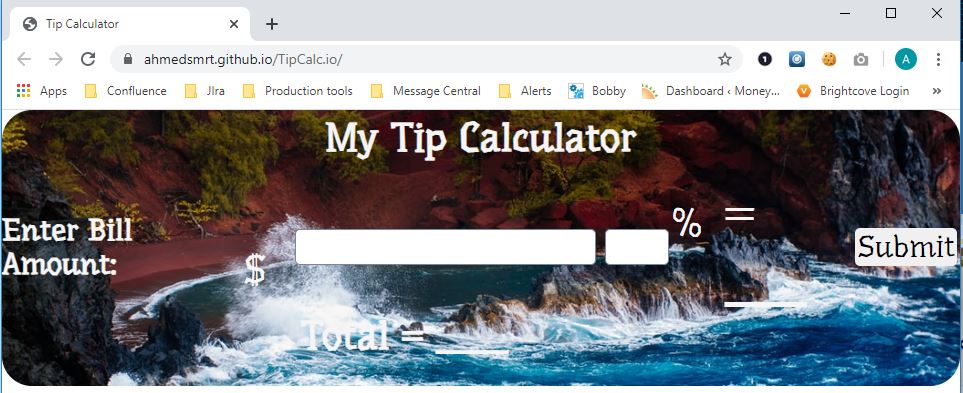 Tip Calculator
ahmedsmrt.github.io/TipCalc.io/
A
Apps Confluence JIra Production tools Message Central Alerts Bobby Dashboard ‹ Money... Brightcove Login »
My Tip Calculator
Enter Bill
Amount:
$
% =
____
Submit
Total = ____